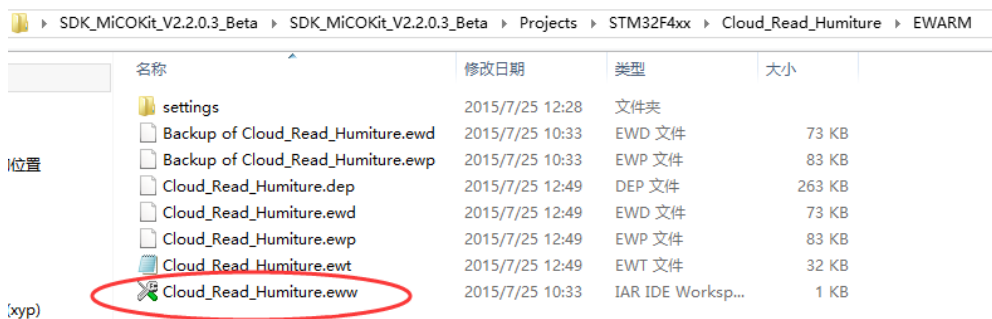 SDK_MiCOKit_V2.2.0.3_Beta SDK_MiCOKit_V2.2.0.3_Beta Projects STM32F4xx Cloud_Read_Humiture EWARM
名称 修改日期 类型 大小
settings 2015/7/25 12:28 文件夹
Backup of Cloud_Read_Humiture.ewd 2015/7/25 10:33 EWD 文件 73 KB
Backup of Cloud_Read_Humiture.ewp 2015/7/25 10:33 EWP 文件 83 KB
位置
Cloud_Read_Humiture.dep 2015/7/25 12:49 DEP 文件 263 KB
Cloud_Read_Humiture.ewd 2015/7/25 12:49 EWD 文件 73 KB
Cloud_Read_Humiture.ewp 2015/7/25 12:49 EWP 文件 83 KB
Cloud_Read_Humiture.ewt 2015/7/25 12:49 EWT 文件 32 KB
Cloud_Read_Humiture.eww 2015/7/25 10:33 IAR IDE Worksp... 1 KB
(xyp)